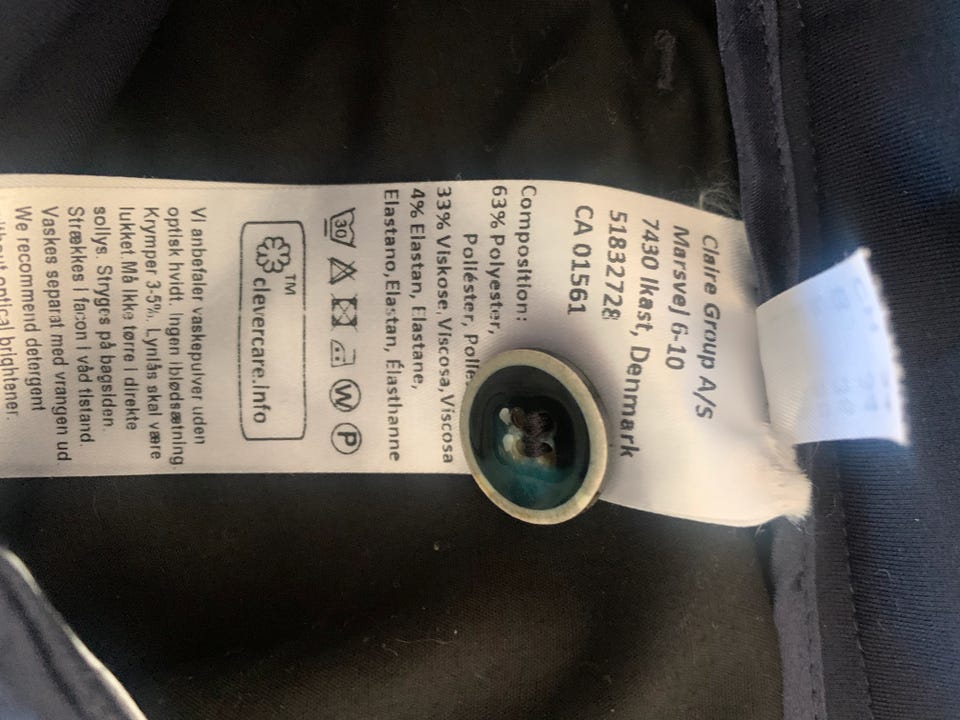 Claire Group A/S
Marsvej 6-10
7430 Ikast, Denmark
51832728
CA 01561
Composition:
63% Polyester,
Poliéster, Polie
33% Viskose, Viscosa, Viscosa
4% Elastan, Elastane,
Elastano, Elastan, Élasthanne
30 W P
TM
clevercare.info
Vi anbefaler vaskepulver uden
optisk hvidt. Ingen iblødsætning.
Krymper 3-5%. Lynlås skal være
lukket. Må ikke tørre i direkte
sollys. Stryges på bagsiden.
Strækkes i facon i våd tilstand.
Vaskes separat med vrangen ud.
We recommend detergent
without optical brightener.